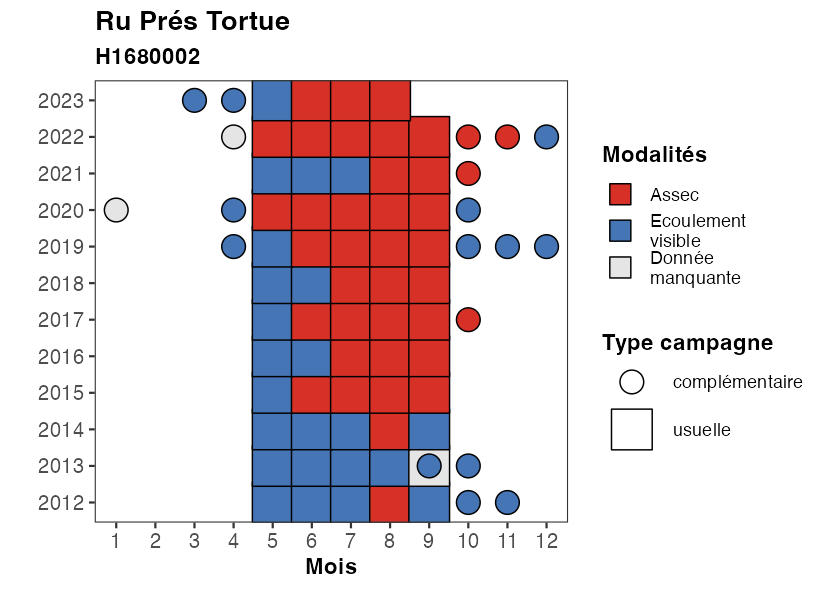 Ru Prés Tortue
H1680002
2023
2022
2021
2020
2019
2018
2017
2016
2015
2014
2013
2012
1 2 3 4 5 6 7 8 9 10 11 12
Mois
Modalités
Assec
Ecoulement
visible
Donnée
manquante
Type campagne
complémentaire
usuelle